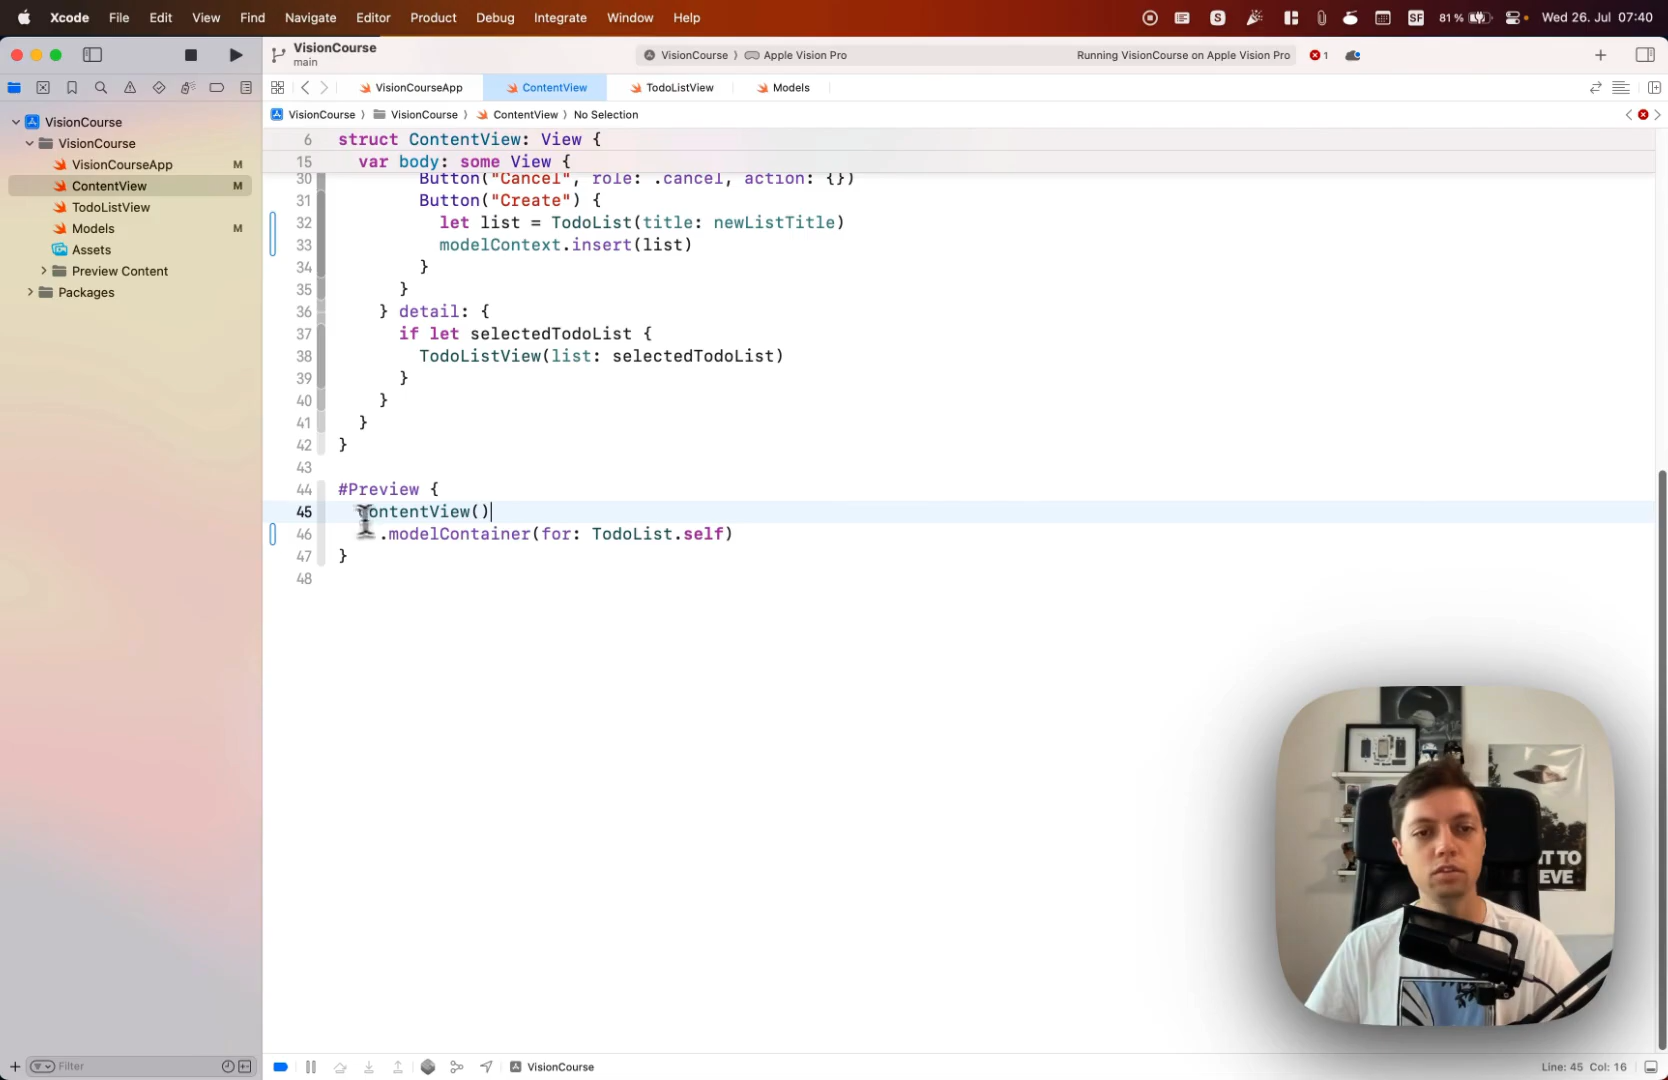 Xcode File Edit View Find Navigate Editor Product Debug Integrate Window Help
S SF 81 % Wed 26. Jul 07:40
VisionCourse
main
VisionCourse Apple Vision Pro
Running VisionCourse on Apple Vision Pro 1
VisionCourseApp ContentView TodoListView Models
VisionCourse VisionCourse ContentView No Selection
VisionCourse
VisionCourse
VisionCourseApp M
ContentView M
TodoListView
Models M
Assets
Preview Content
Packages
6 struct ContentView: View {
15 var body: some View {
30 Button("Cancel", role: .cancel, action: {})
31 Button("Create") {
32 let list = TodoList(title: newListTitle)
33 modelContext.insert(list)
34 }
35 }
36 } detail: {
37 if let selectedTodoList {
38 TodoListView(list: selectedTodoList)
39 }
40 }
41 }
42 }
43
44 #Preview {
45 ContentView()
46 .modelContainer(for: TodoList.self)
47 }
48
T TO
EVE
Filter
VisionCourse
Line: 45 Col: 16